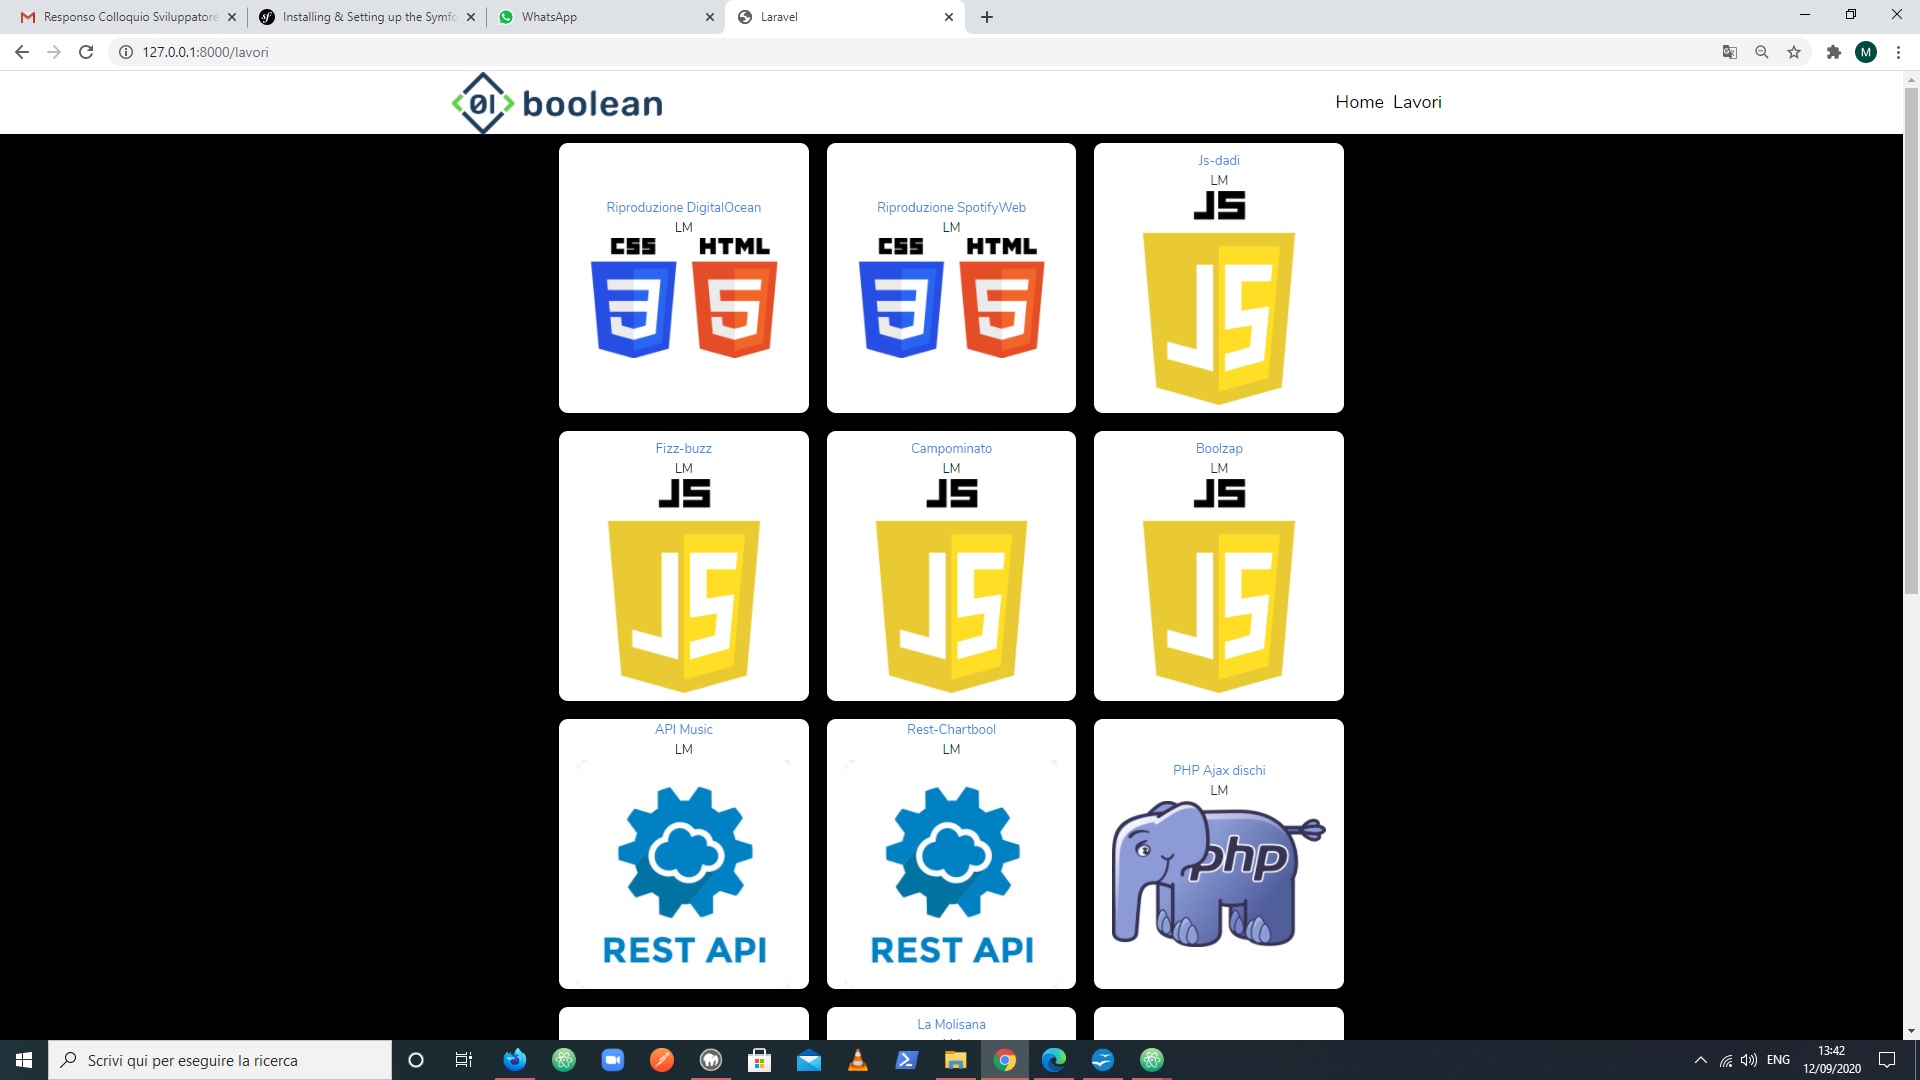 Responso Colloquio Sviluppatore
Installing & Setting up the Symfo
WhatsApp
Laravel
127.0.0.1:8000/lavori
M
01 boolean
Home Lavori
Riproduzione DigitalOcean
LM
CSS HTML
Riproduzione SpotifyWeb
LM
CSS HTML
Js-dadi
LM
JS
JS
Fizz-buzz
LM
JS
JS
Campominato
LM
JS
JS
Boolzap
LM
JS
JS
API Music
LM
REST API
Rest-Chartbool
LM
REST API
PHP Ajax dischi
LM
php
La Molisana
Scrivi qui per eseguire la ricerca
ENG
13:42
12/09/2020